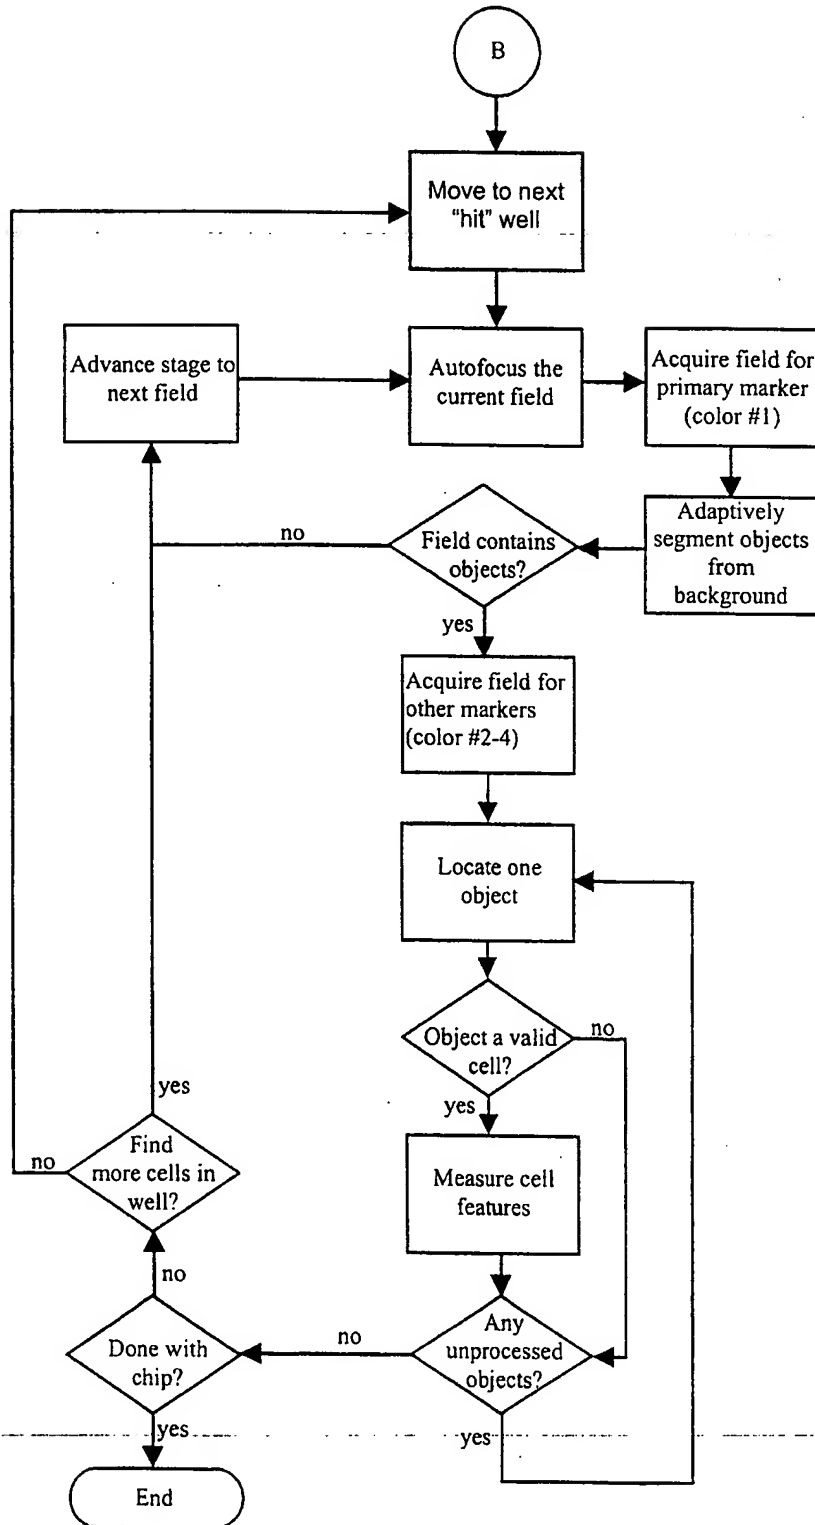 B
Move to next
"hit" well
Advance stage to
next field
Autofocus the
current field
Acquire field for
primary marker
(color #1)
Adaptively
segment objects
from
background
Field contains
objects?
no
yes
Acquire field for
other markers
(color #2-4)
Locate one
object
Object a valid
cell?
no
yes
Measure cell
features
Any
unprocessed
objects?
yes
no
Done with
chip?
no
yes
Find
more cells in
well?
yes
no
End